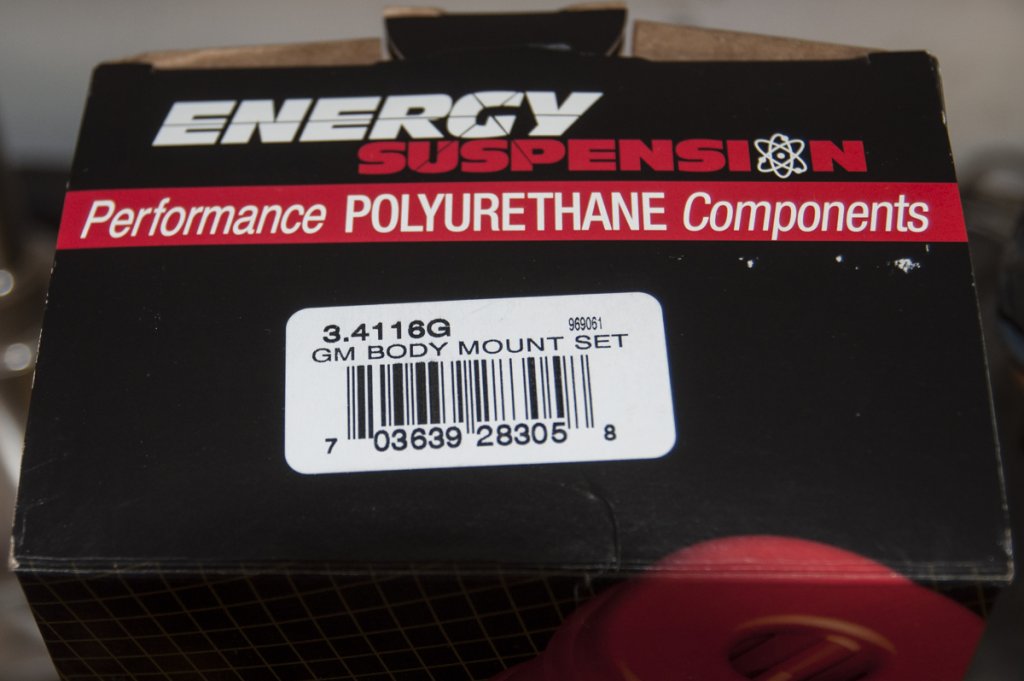 ENERGY
SUSPENSION
Performance POLYURETHANE Components
3.4116G 969061
GM BODY MOUNT SET
7 03639 28305 8